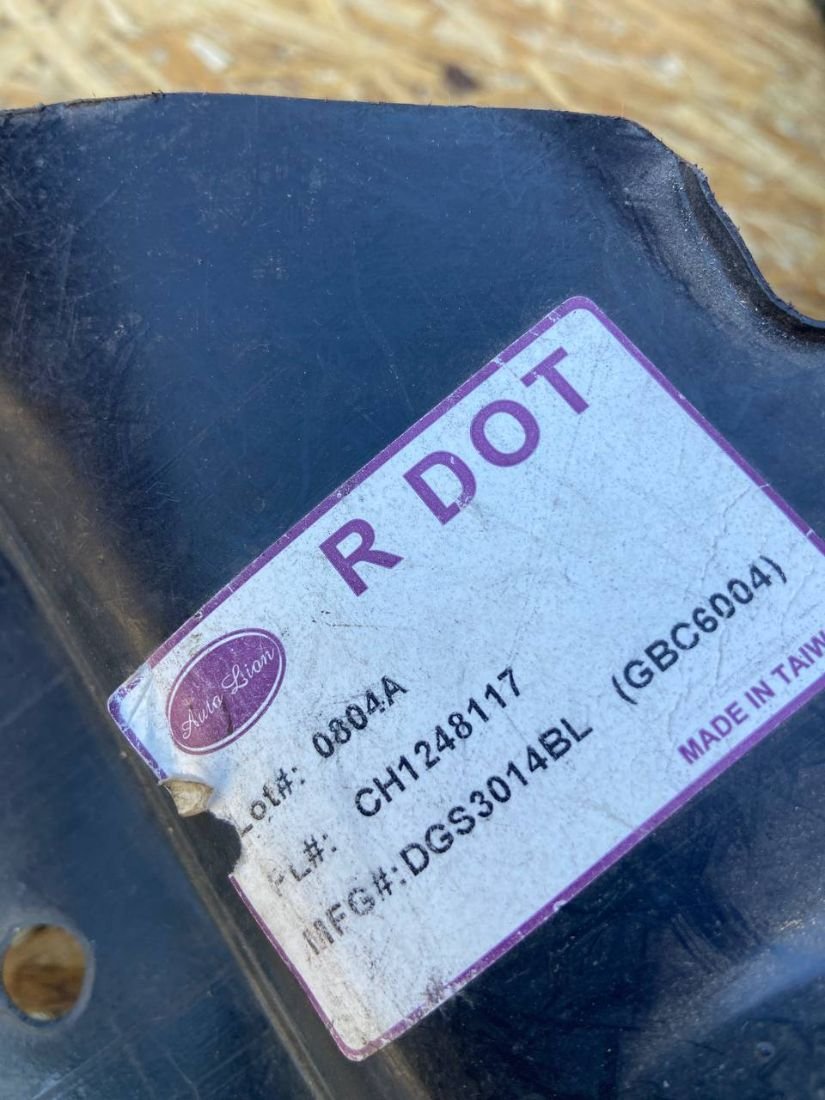 R DOT
Auto Lion
Lot#: 0804A
PL#: CH1248117
MFG#:DGS3014BL (GBC6004)
MADE IN TAIW